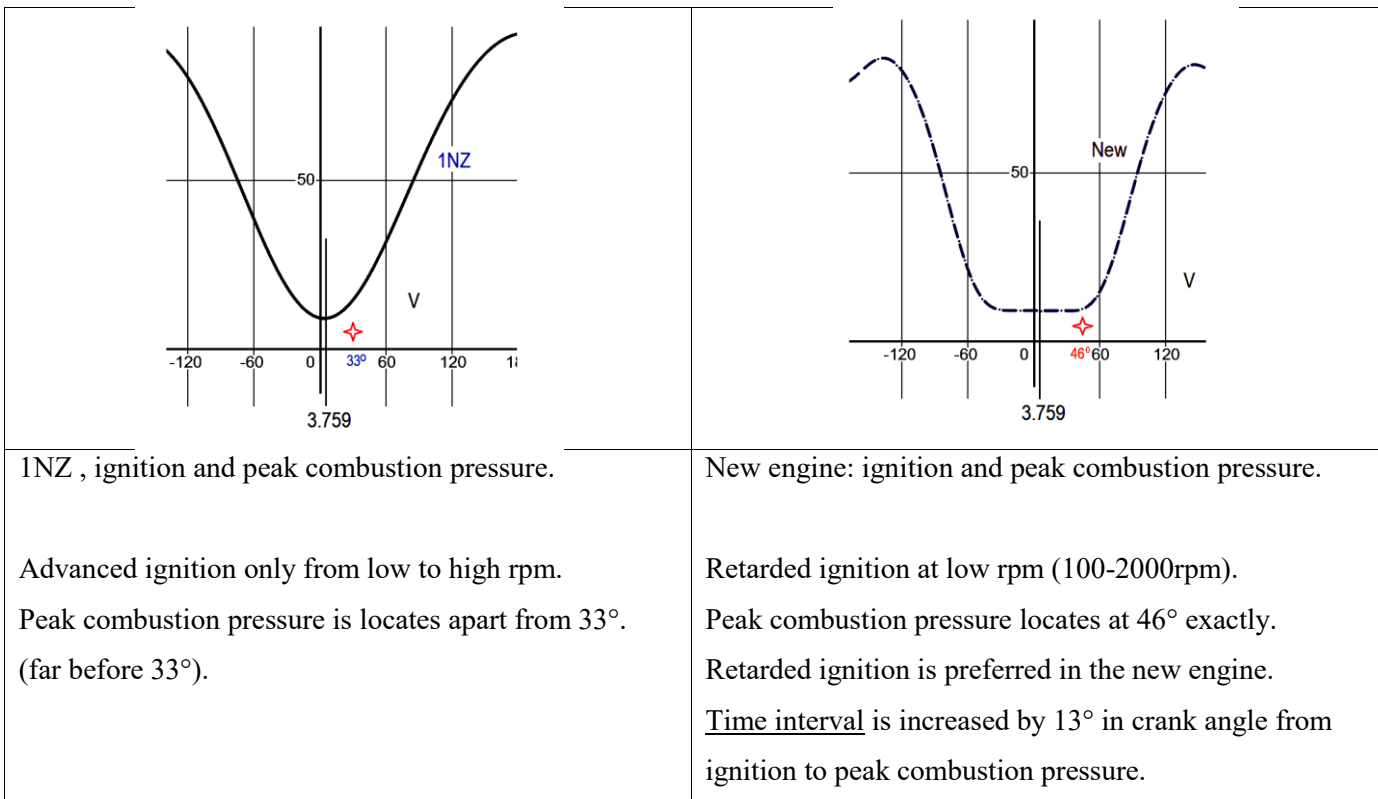 50
1NZ
V
-120 -60 0 33° 60 120
3.759
1NZ , ignition and peak combustion pressure.
Advanced ignition only from low to high rpm.
Peak combustion pressure is locates apart from 33°.
(far before 33°).
New
50
V
-120 -60 0 46° 60 120
3.759
New engine: ignition and peak combustion pressure.
Retarded ignition at low rpm (100-2000rpm).
Peak combustion pressure locates at 46° exactly.
Retarded ignition is preferred in the new engine.
Time interval is increased by 13° in crank angle from
ignition to peak combustion pressure.